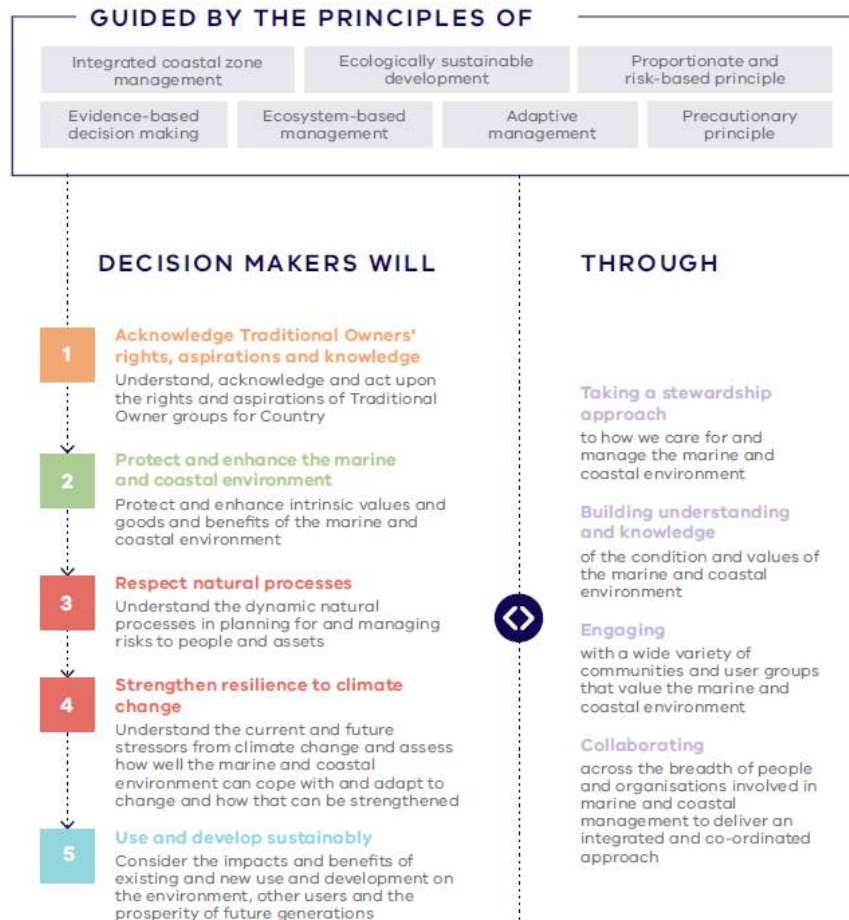 GUIDED BY THE PRINCIPLES OF
Integrated coastal zone
management
Ecologically sustainable
development
Proportionate and
risk-based principle
Evidence-based
decision making
Ecosystem-based
management
Adaptive
management
Precautionary
principle
DECISION MAKERS WILL
1
Acknowledge Traditional Owners'
rights, aspirations and knowledge
Understand, acknowledge and act upon
the rights and aspirations of Traditional
Owner groups for Country
2
Protect and enhance the marine
and coastal environment
Protect and enhance intrinsic values and
goods and benefits of the marine and
coastal environment
3
Respect natural processes
Understand the dynamic natural
processes in planning for and managing
risks to people and assets
4
Strengthen resilience to climate
change
Understand the current and future
stressors from climate change and assess
how well the marine and coastal
environment can cope with and adapt to
change and how that can be strengthened
5
Use and develop sustainably
Consider the impacts and benefits of
existing and new use and development on
the environment, other users and the
prosperity of future generations
THROUGH
Taking a stewardship
approach
to how we care for and
manage the marine and
coastal environment
Building understanding
and knowledge
of the condition and values of
the marine and coastal
environment
Engaging
with a wide variety of
communities and user groups
that value the marine and
coastal environment
Collaborating
across the breadth of people
and organisations involved in
marine and coastal
management to deliver an
integrated and co-ordinated
approach